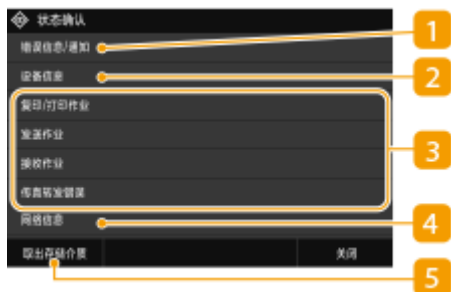 状态确认
错误信息/通知
1
设备信息
2
复印/打印作业
发送作业
接收作业
传真转发错误
3
网络信息
4
取出存储介质
关闭
5